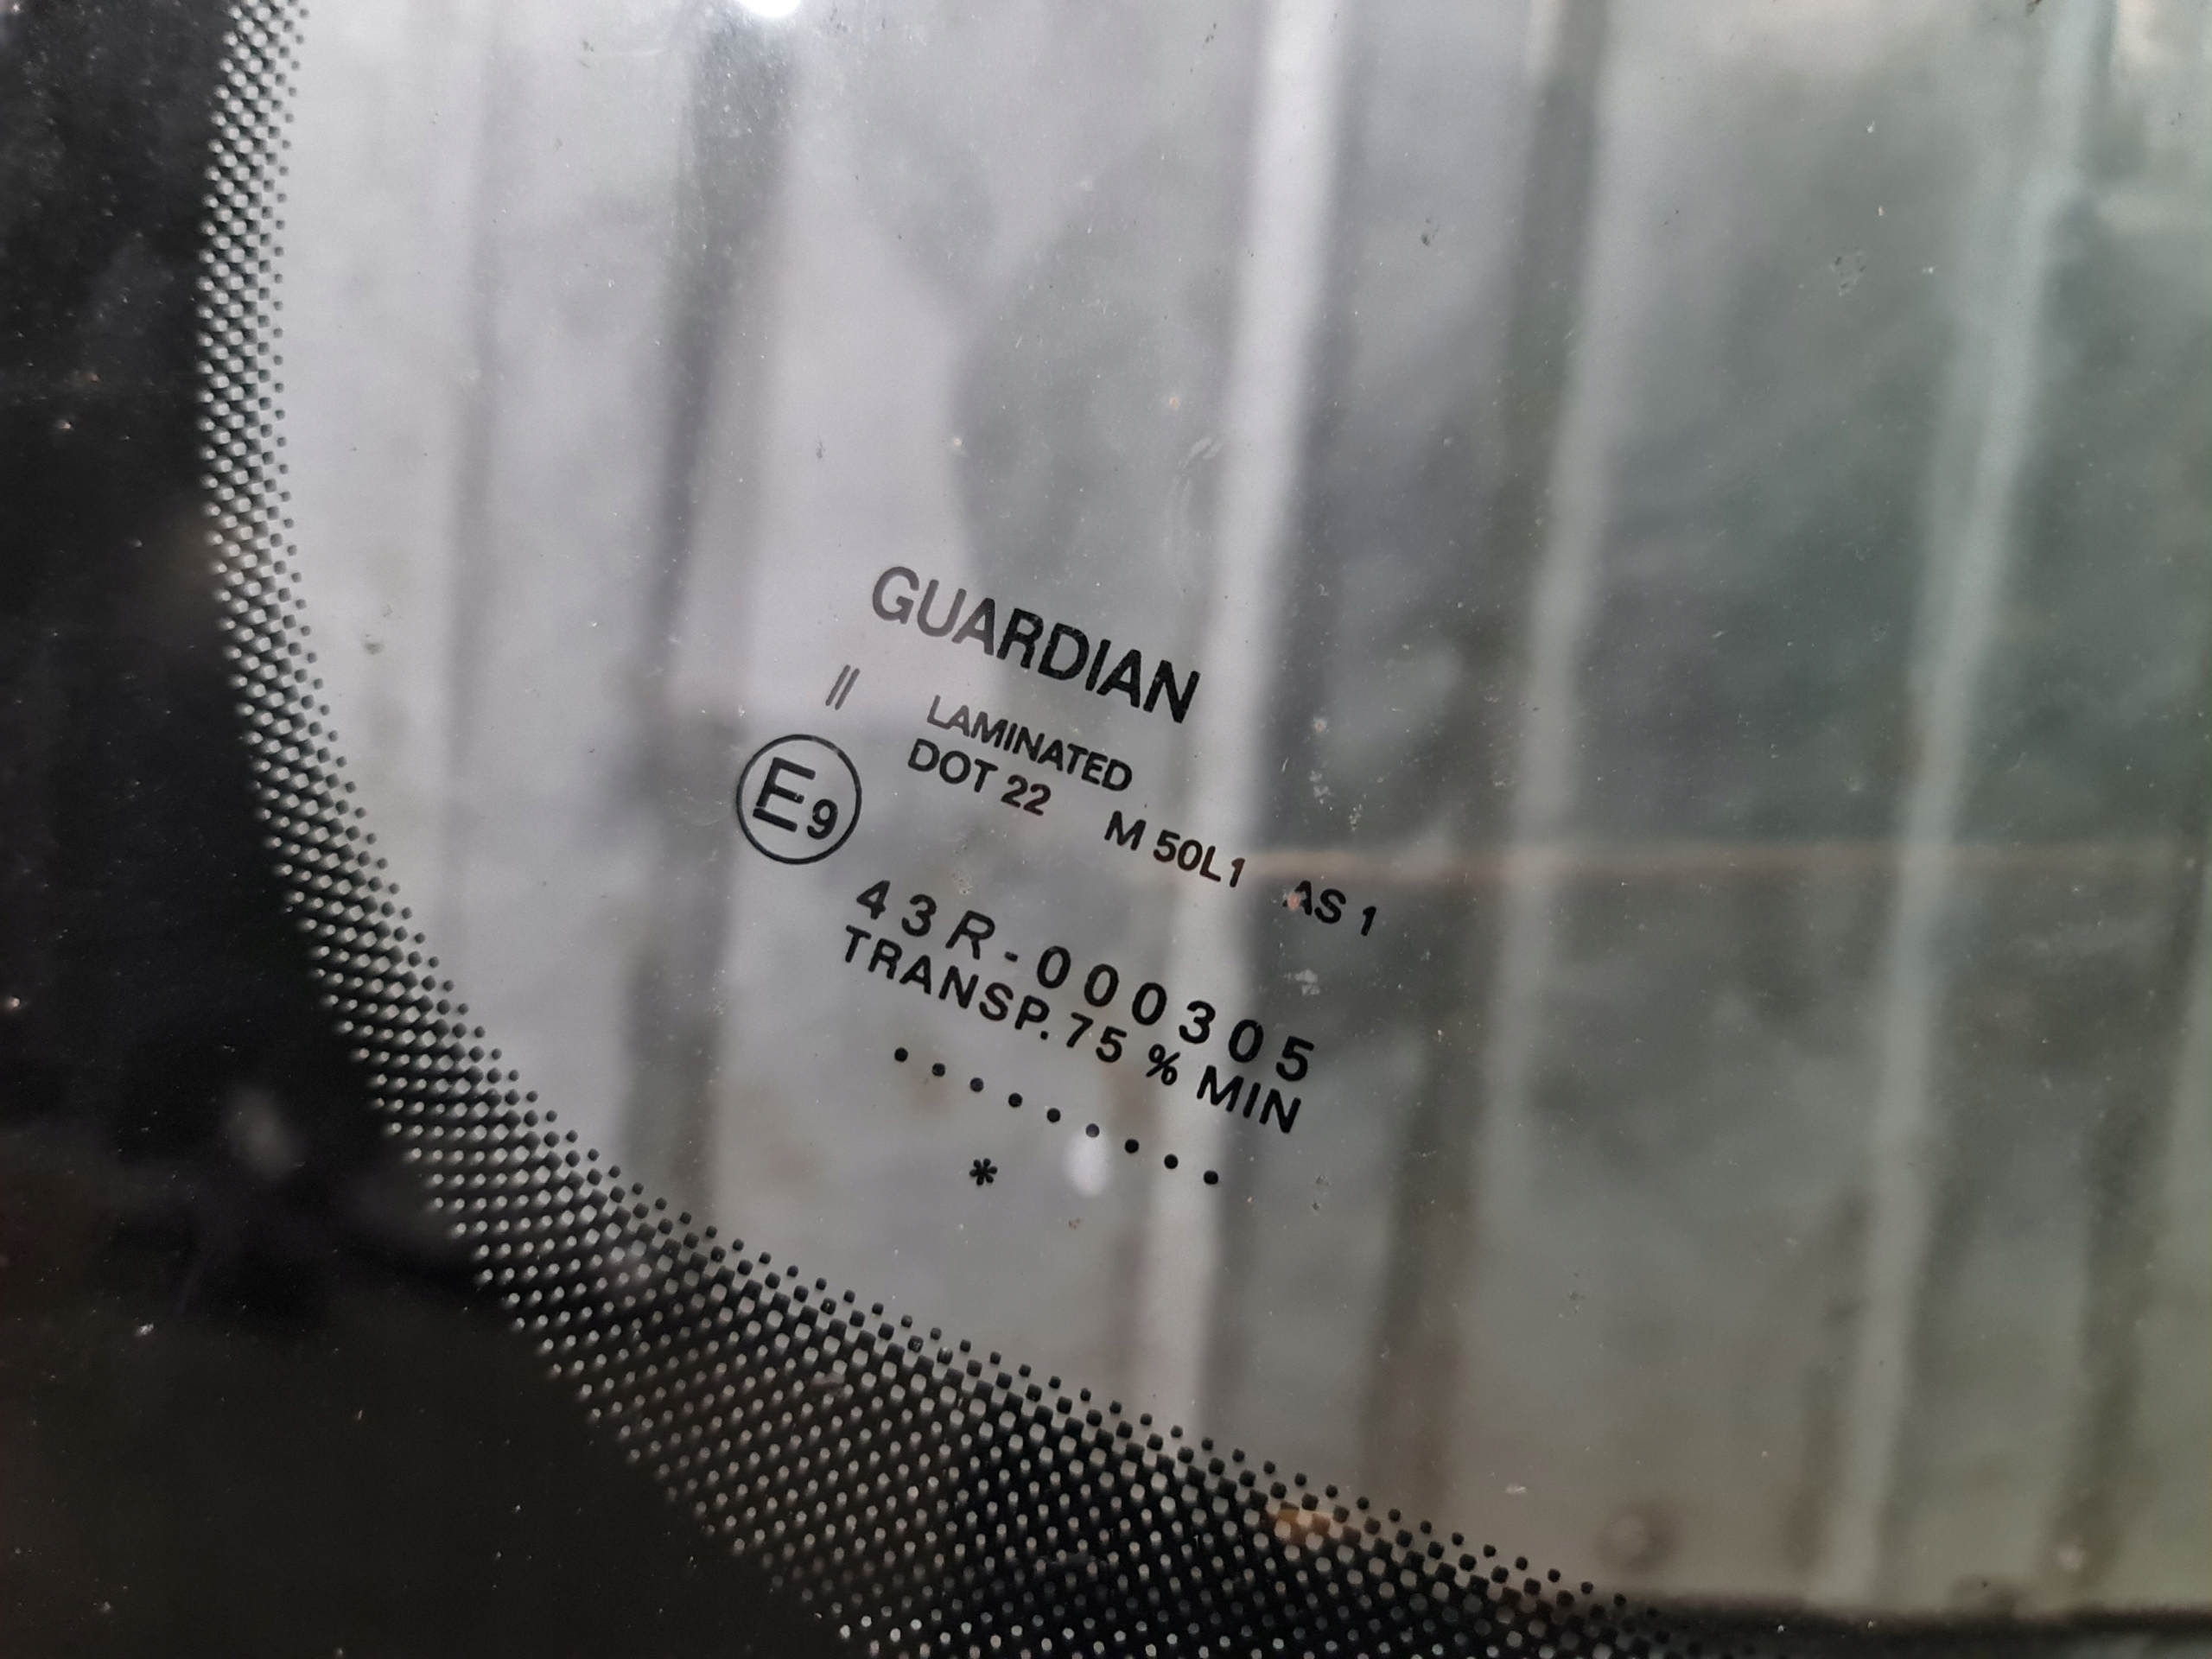 GUARDIAN
II LAMINATED
E9 DOT 22 M 50L1 AS 1
43R-000305
TRANSP. 75 % MIN
. . . . . . . . .
*